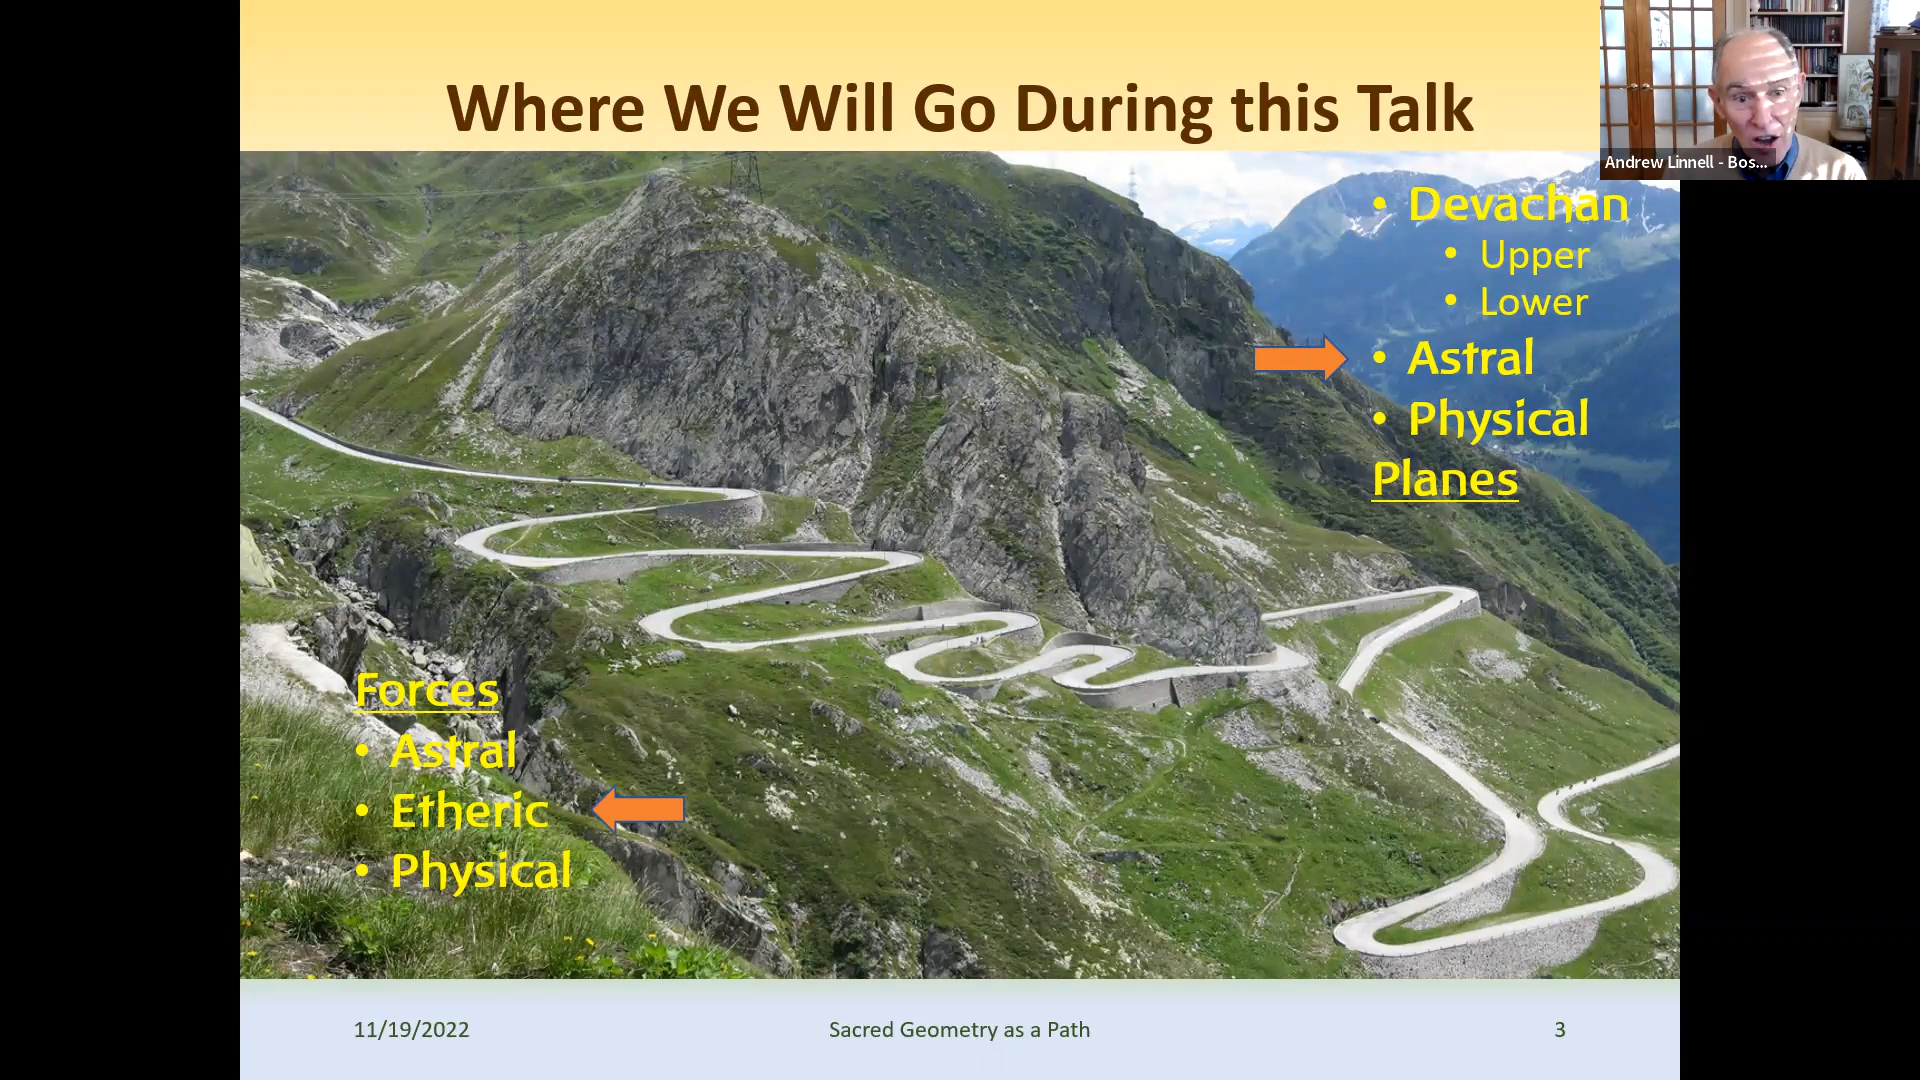 Where We Will Go During this Talk
Andrew Linnell - Bos...
• Devachan
• Upper
• Lower
• Astral
• Physical
Planes
Forces
• Astral
• Etheric
• Physical
11/19/2022
Sacred Geometry as a Path
3